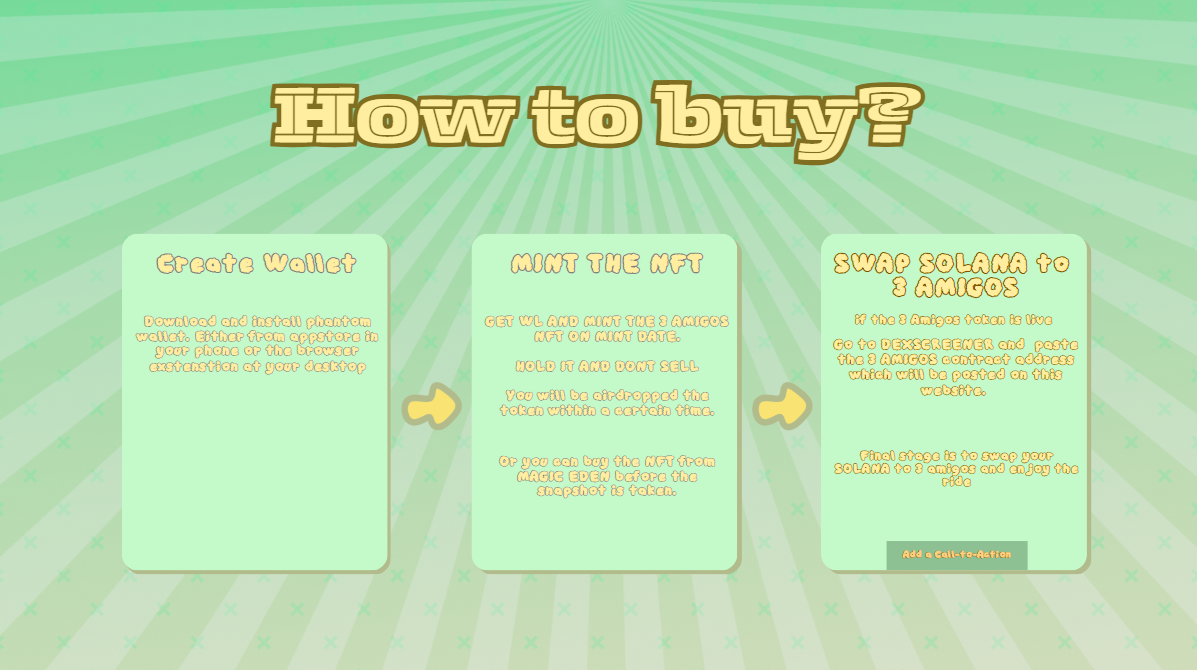 How to buy?
Create Wallet
Download and install phantom
wallet. Either from appstore in
your phone or the browser
exstenstion at your desktop
MINT THE NFT
GET WL AND MINT THE 3 AMIGOS
NFT ON MINT DATE.
HOLD IT AND DONT SELL
You will be airdropped the
token within a certain time.
Or you can buy the NFT from
MAGIC EDEN before the
snapshot is taken.
SWAP SOLANA to
3 AMIGOS
if the 3 Amigos token is live
Go to DEXSCREENER and paste
the 3 AMIGOS contract address
which will be posted on this
website.
Final stage is to swap your
SOLANA to 3 amigos and enjoy the
ride
Add a Call-to-Action